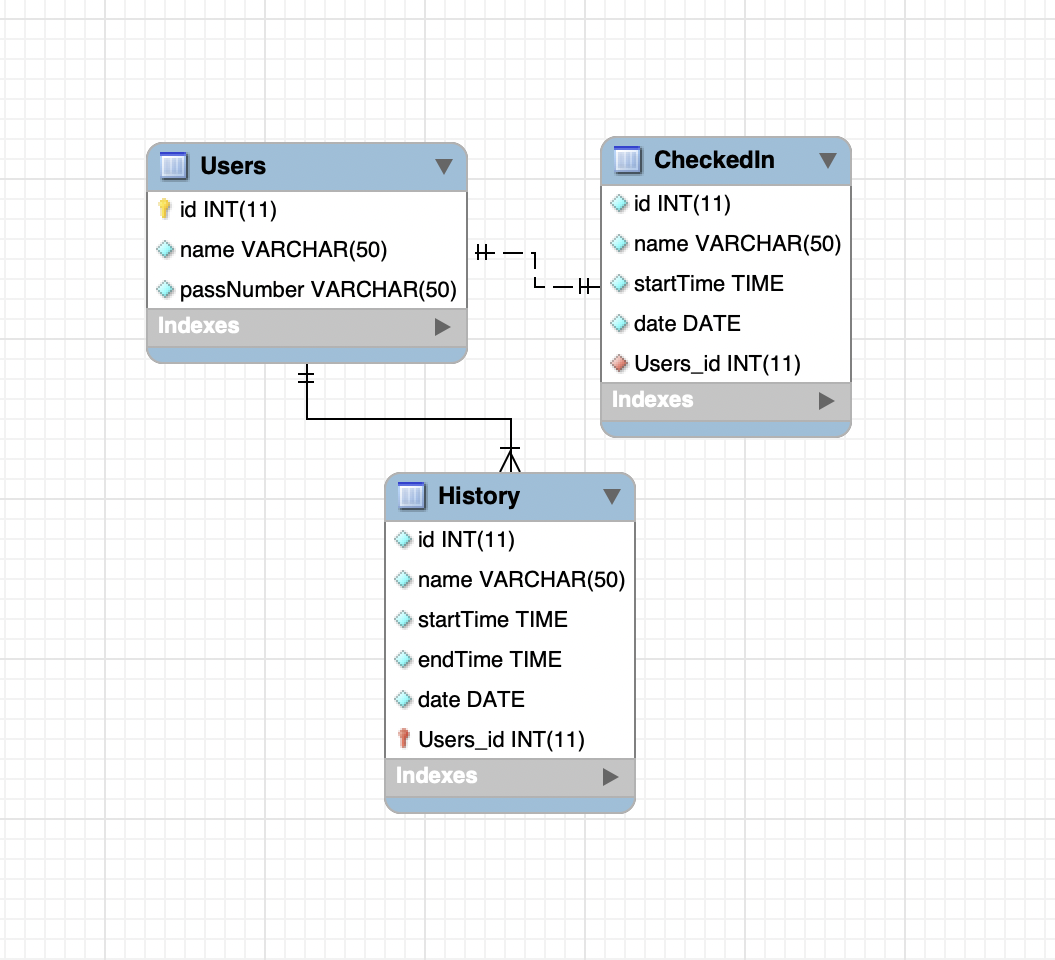 Users
id INT(11)
name VARCHAR(50)
passNumber VARCHAR(50)
Indexes
CheckedIn
id INT(11)
name VARCHAR(50)
startTime TIME
date DATE
Users_id INT(11)
Indexes
History
id INT(11)
name VARCHAR(50)
startTime TIME
endTime TIME
date DATE
Users_id INT(11)
Indexes